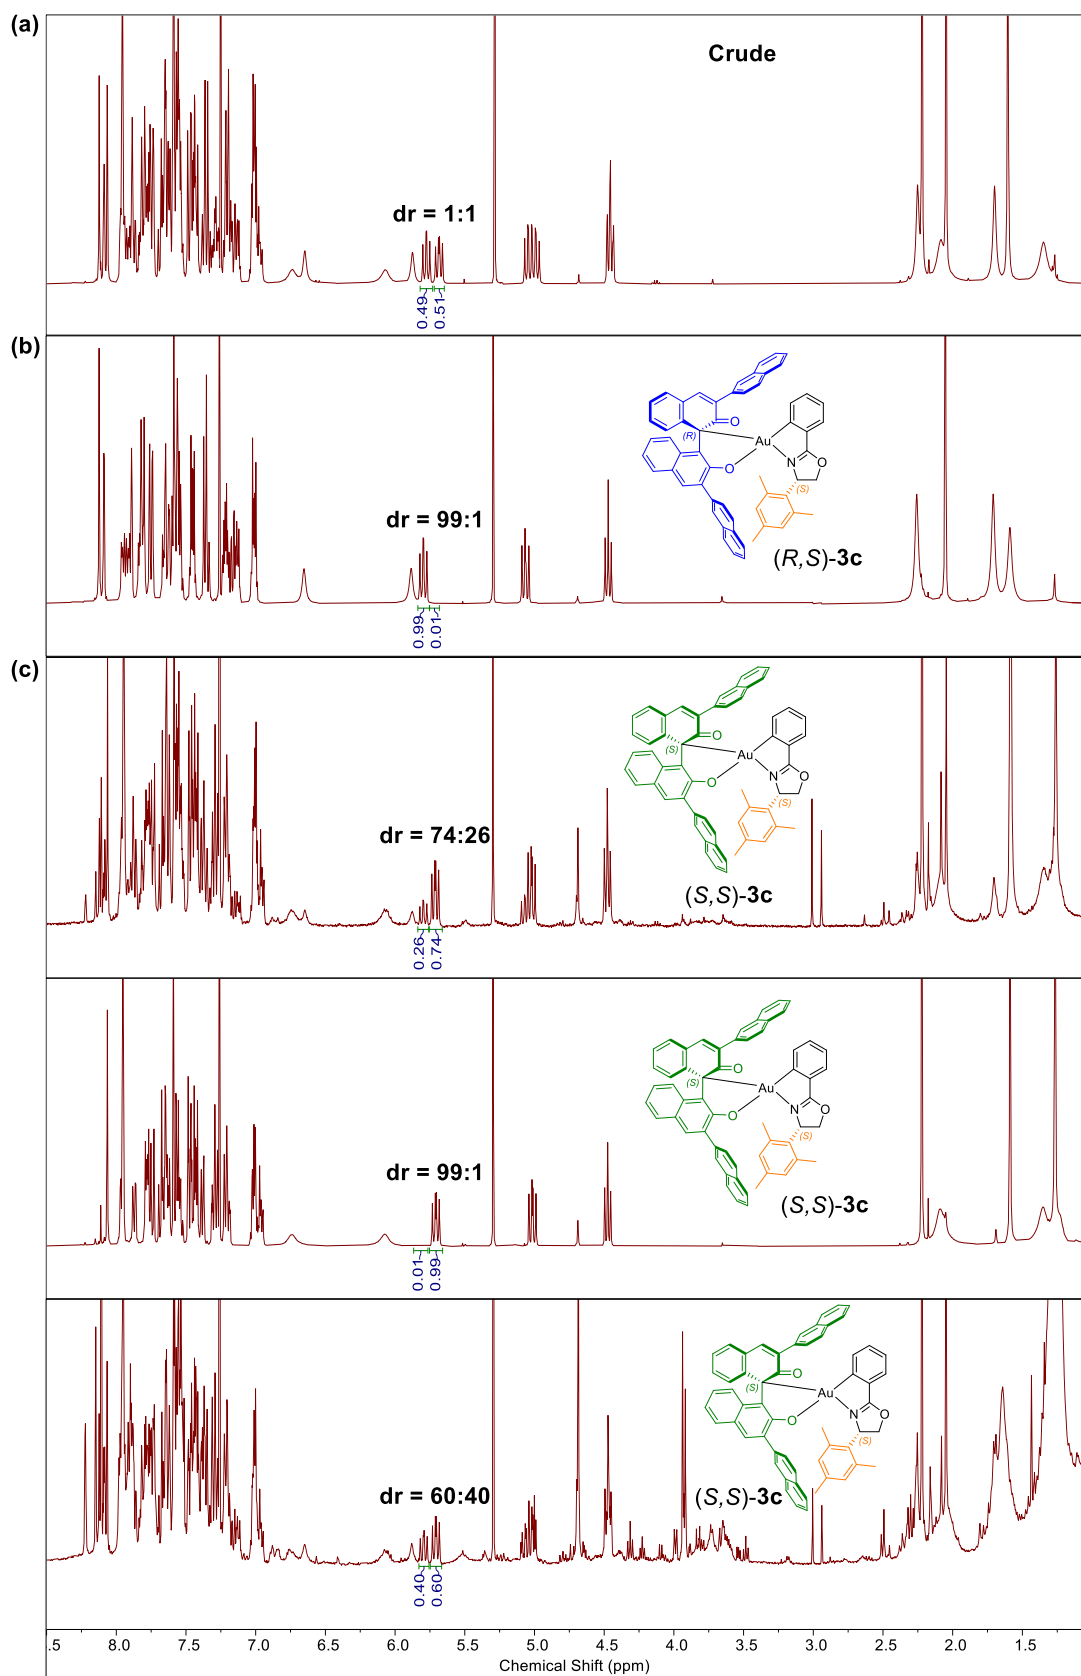 (a)
Crude
dr = 1:1
0.49
0.51
(b)
O
(R)
Au
O
N
O
(S)
dr = 99:1
(R,S)-3c
0.99
0.01
(c)
O
(S)
Au
O
N
O
(S)
dr = 74:26
(S,S)-3c
0.26
0.74
O
(S)
Au
O
N
O
(S)
dr = 99:1
(S,S)-3c
0.01
0.99
O
(S)
Au
O
N
O
(S)
dr = 60:40
(S,S)-3c
0.40
0.60
.5 8.0 7.5 7.0 6.5 6.0 5.5 5.0 4.5 4.0 3.5 3.0 2.5 2.0 1.5
Chemical Shift (ppm)